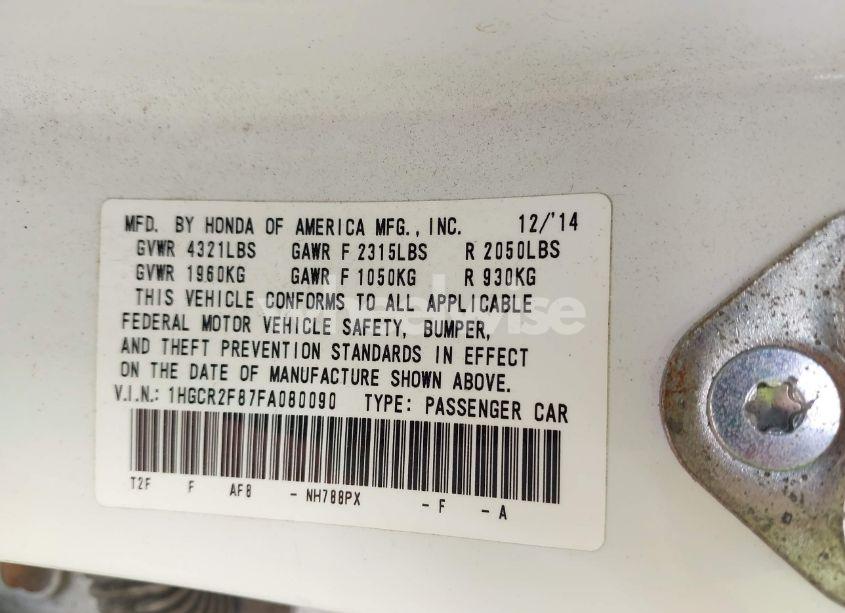 MFD. BY HONDA OF AMERICA MFG., INC. 12/'14
GVWR 4321LBS GAWR F 2315LBS R 2050LBS
GVWR 1960KG GAWR F 1050KG R 930KG
THIS VEHICLE CONFORMS TO ALL APPLICABLE
FEDERAL MOTOR VEHICLE SAFETY, BUMPER,
AND THEFT PREVENTION STANDARDS IN EFFECT
ON THE DATE OF MANUFACTURE SHOWN ABOVE.
V.I.N.: 1HGCR2F87FA080090 TYPE: PASSENGER CAR
T2F F AF8 - NH788PX - F - A
wheelwise